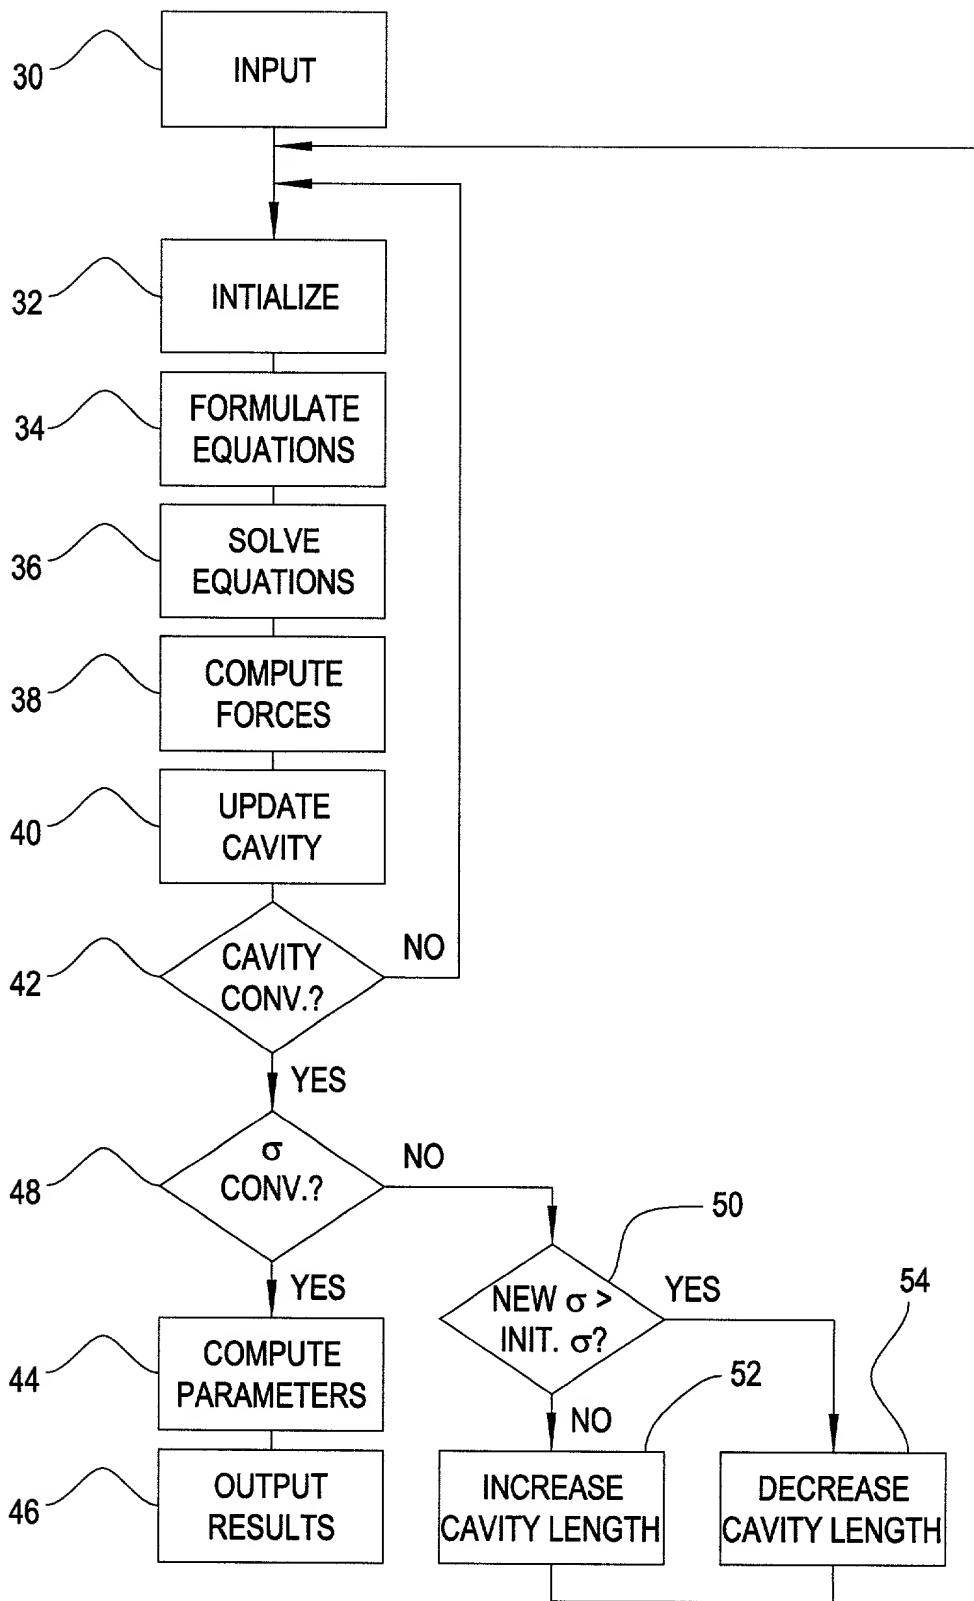 30
INPUT
32
INTIALIZE
34
FORMULATE
EQUATIONS
36
SOLVE
EQUATIONS
38
COMPUTE
FORCES
40
UPDATE
CAVITY
42
CAVITY
CONV.?
NO
YES
48
σ
CONV.?
NO
YES
50
NEW σ >
INIT. σ?
YES
NO
54
52
44
COMPUTE
PARAMETERS
46
OUTPUT
RESULTS
INCREASE
CAVITY LENGTH
DECREASE
CAVITY LENGTH